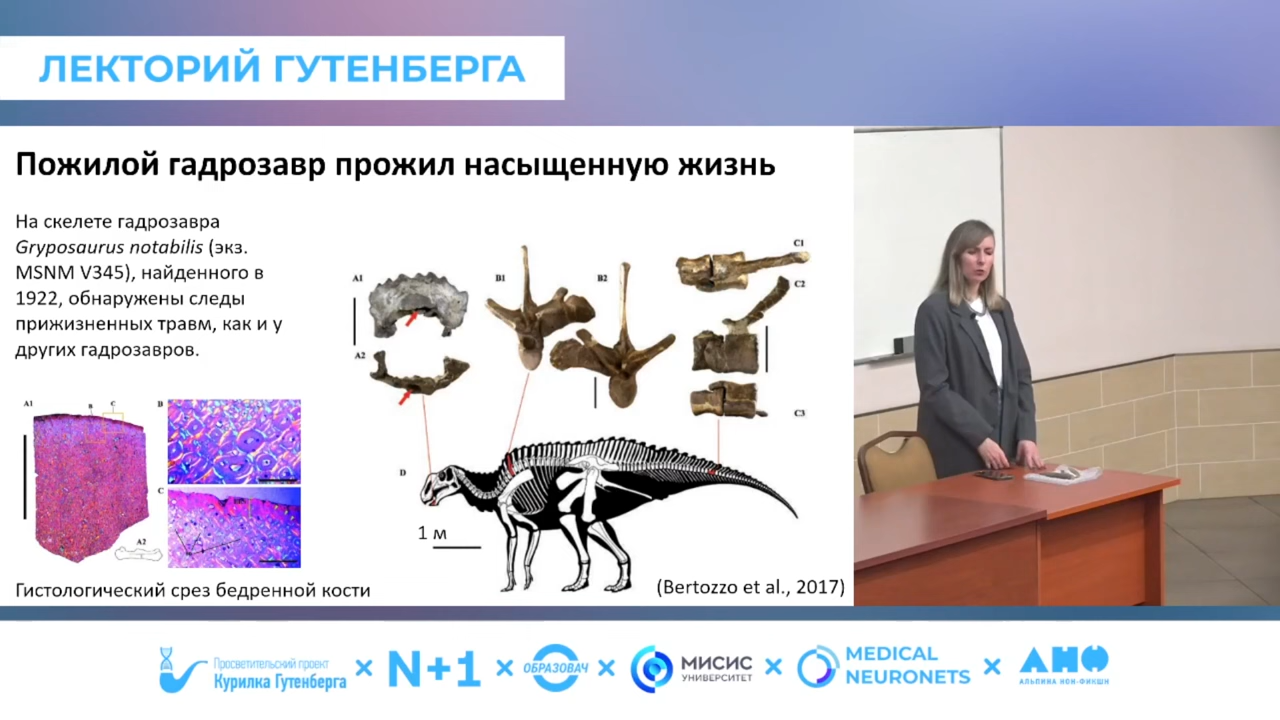 ЛЕКТОРИЙ ГУТЕНБЕРГА
Пожилой гадрозавр прожил насыщенную жизнь
На скелете гадрозавра
Gryposaurus notabilis (экз.
MSNM V345), найденного в
1922, обнаружены следы
прижизненных травм, как и у
других гадрозавров.
A1
B1
B2
C1
C2
A2
C3
D
1 м
A1
B
C
B
C
A2
Гистологический срез бедренной кости
(Bertozzo et al., 2017)
Просветительский проект
Курилка Гутенберга
× N+1 × ОБРАЗОВАЧ ×
МИСИС
УНИВЕРСИТЕТ
×
MEDICAL
NEURONETS
×
АНФ
АЛЬПИНА НОН-ФИКШН